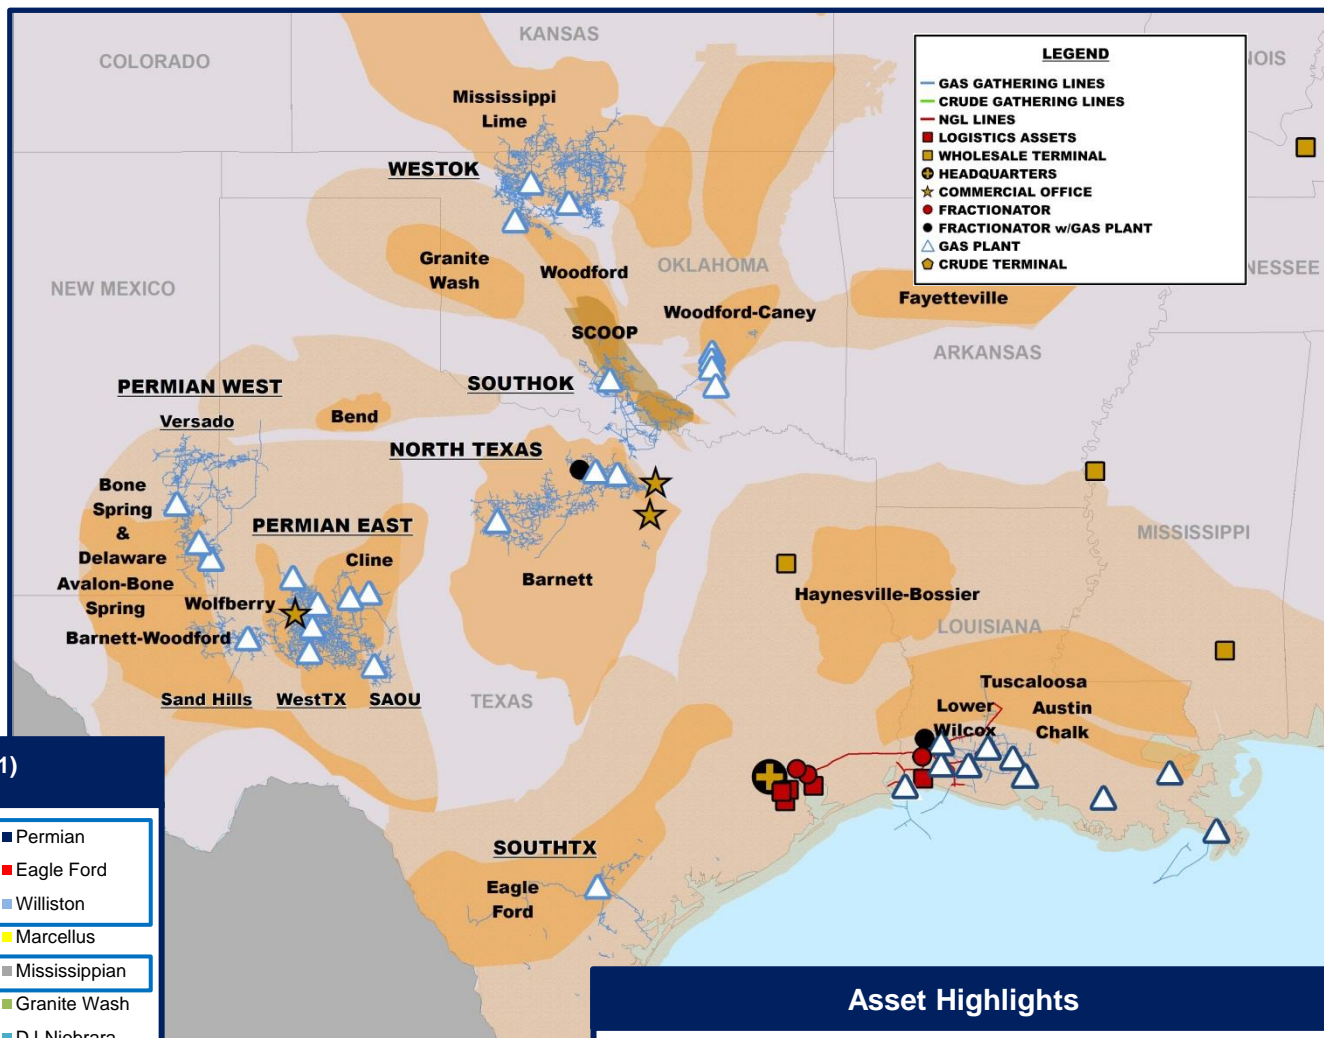 COLORADO
KANSAS
LEGEND
GAS GATHERING LINES
CRUDE GATHERING LINES
NGL LINES
LOGISTICS ASSETS
WHOLESALE TERMINAL
HEADQUARTERS
COMMERCIAL OFFICE
FRACTIONATOR
FRACTIONATOR w/GAS PLANT
GAS PLANT
CRUDE TERMINAL
NOIS
NESSEE
Mississippi
Lime
WESTOK
Granite
Wash
Woodford
OKLAHOMA
NEW MEXICO
Woodford-Caney
Fayetteville
SCOOP
ARKANSAS
PERMIAN WEST
SOUTHOK
Versado
Bend
NORTH TEXAS
Bone
Spring
&
Delaware
Avalon-Bone
Spring
PERMIAN EAST
Cline
Wolfberry
Barnett-Woodford
Barnett
MISSISSIPPI
Haynesville-Bossier
LOUISIANA
Sand Hills
WestTX
SAOU
TEXAS
Tuscaloosa
Lower
Wilcox
Austin
Chalk
SOUTHTX
Eagle
Ford
1)
Permian
Eagle Ford
Williston
Marcellus
Mississippian
Granite Wash
DJ Niobrara
Asset Highlights